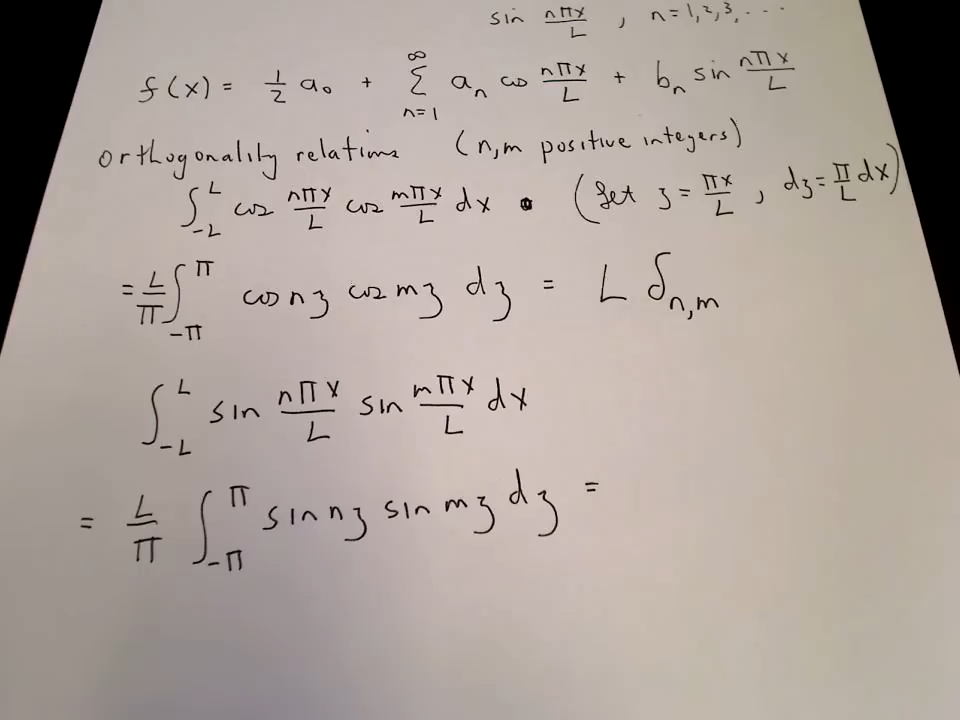 sin nπx/L , n=1,2,3,...
f(x) = 1/2 a₀ + ∑_{n=1}^{∞} aₙ cos nπx/L + bₙ sin nπx/L
orthogonality relations (n,m positive integers)
∫_{-L}^{L} cos nπx/L cos mπx/L dx (Let z = πx/L , dz = π/L dx)
= L/π ∫_{-π}^{π} cos nz cos mz dz = L δ_{n,m}
∫_{-L}^{L} sin nπx/L sin mπx/L dx
= L/π ∫_{-π}^{π} sin nz sin mz dz =